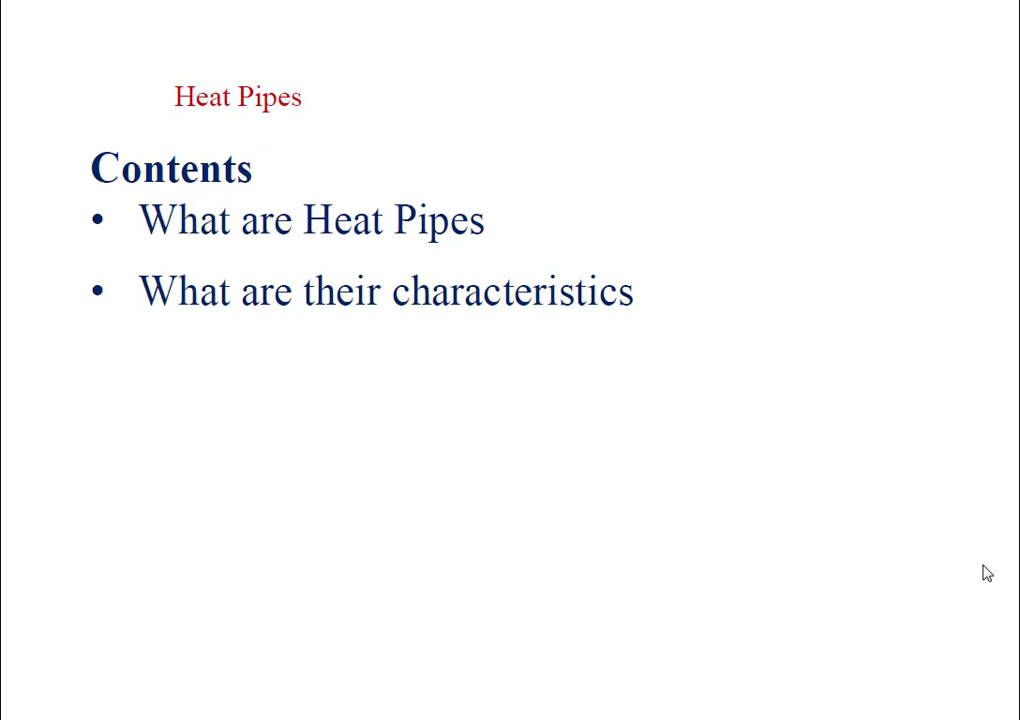 Heat Pipes
Contents
• What are Heat Pipes
• What are their characteristics